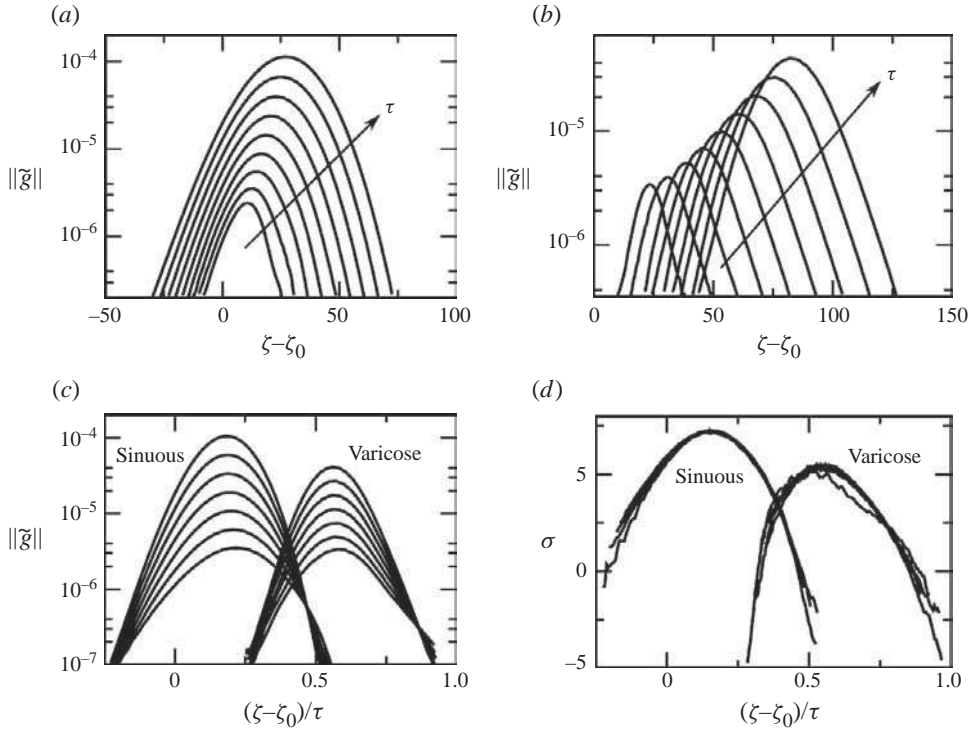 (a)
10⁻⁴
10⁻⁵
10⁻⁶
||g̃||
τ
−50 0 50 100
ζ−ζ₀
(b)
10⁻⁵
10⁻⁶
||g̃||
τ
0 50 100 150
ζ−ζ₀
(c)
10⁻⁴
10⁻⁵
10⁻⁶
10⁻⁷
||g̃||
Sinuous
Varicose
0 0.5 1.0
(ζ−ζ₀)/τ
(d)
5
0
−5
σ
Sinuous
Varicose
0 0.5 1.0
(ζ−ζ₀)/τ